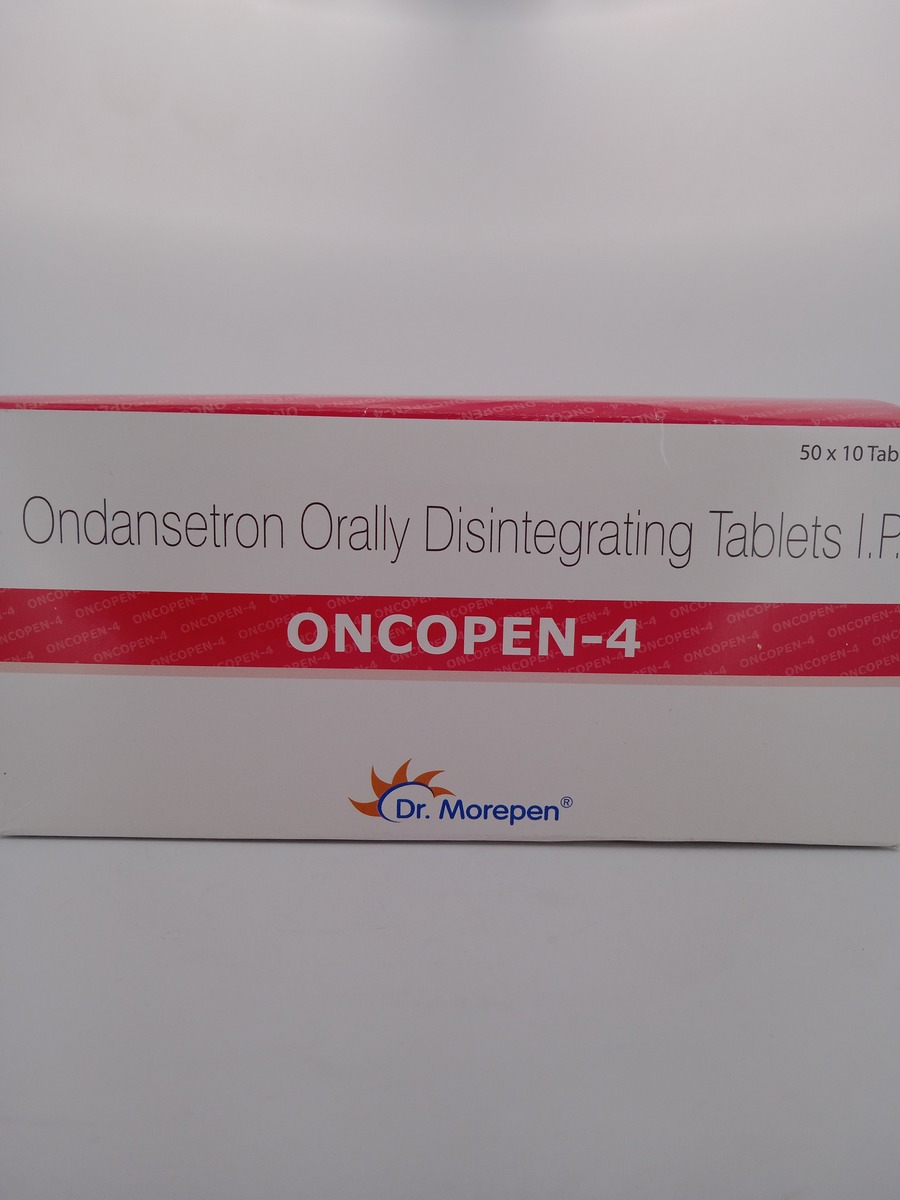 50 x 10 Tab
Ondansetron Orally Disintegrating Tablets I.P.
ONCOPEN-4
Dr. Morepen®